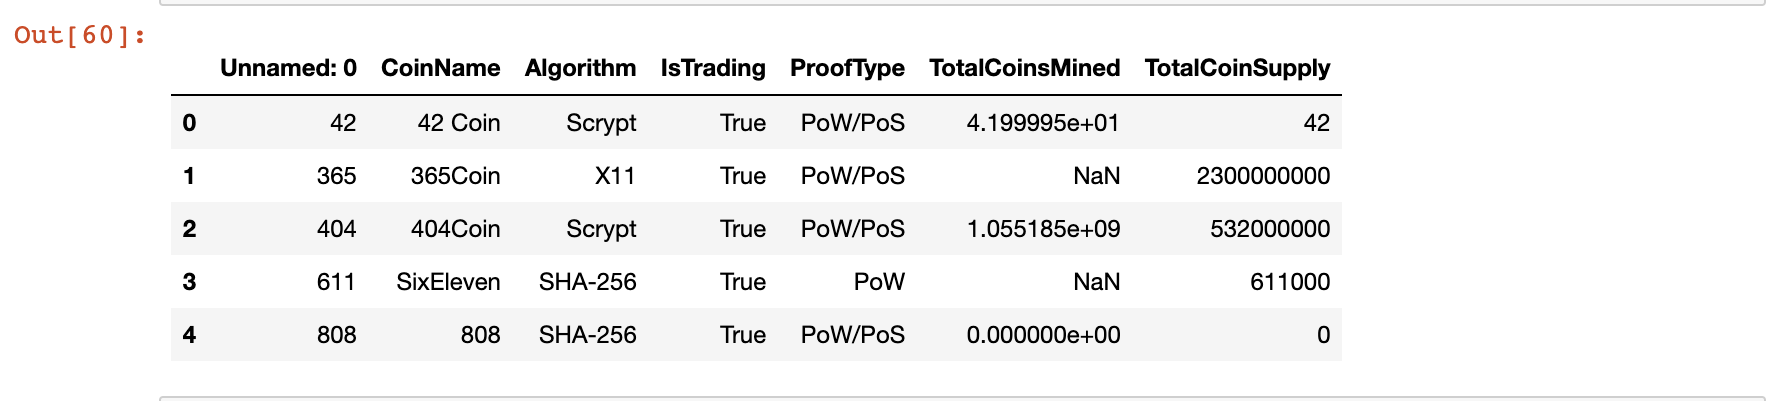 Out[60]:
Unnamed: 0 CoinName Algorithm IsTrading ProofType TotalCoinsMined TotalCoinSupply
0 42 42 Coin Scrypt True PoW/PoS 4.199995e+01 42
1 365 365Coin X11 True PoW/PoS NaN 2300000000
2 404 404Coin Scrypt True PoW/PoS 1.055185e+09 532000000
3 611 SixEleven SHA-256 True PoW NaN 611000
4 808 808 SHA-256 True PoW/PoS 0.000000e+00 0